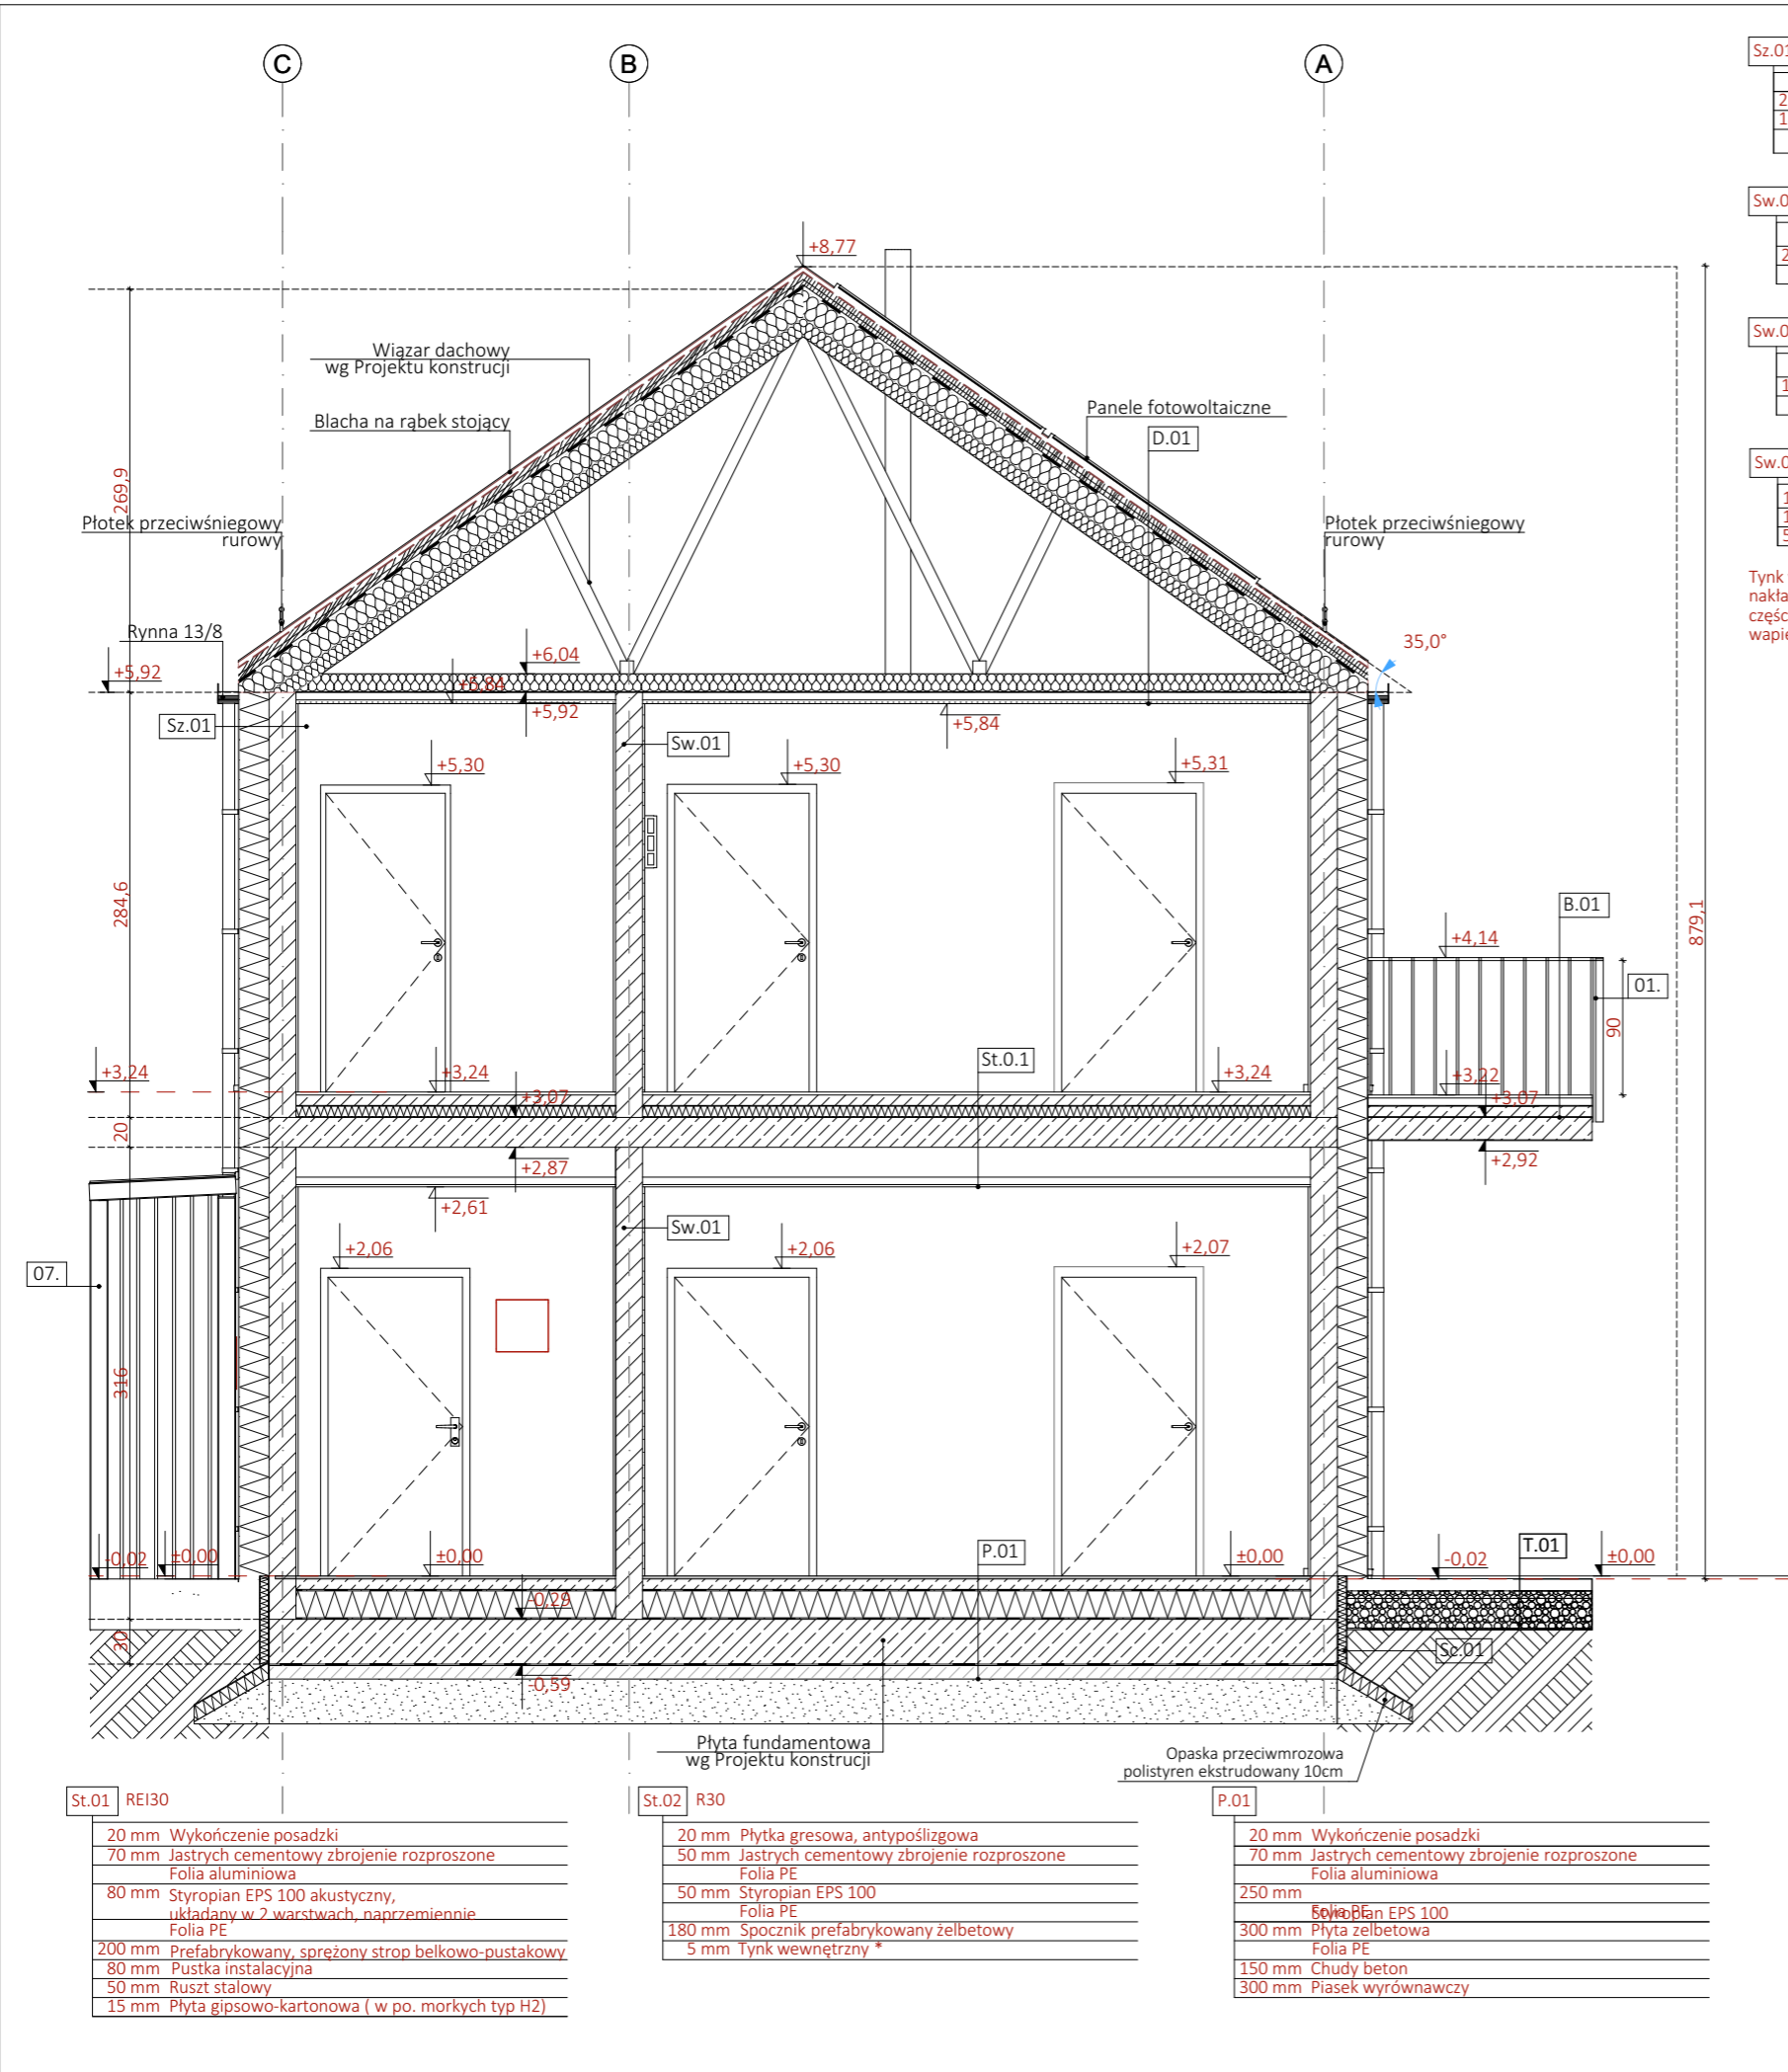 C
B
A
+8,77
Wiązar dachowy
wg Projektu konstrucji
Blacha na rąbek stojący
Panele fotowoltaiczne
D.01
269,9
Płotek przeciwśniegowy
rurowy
Płotek przeciwśniegowy
rurowy
Rynna 13/8
35,0°
+6,04
+5,92
+5,84
+5,92
+5,84
Sz.01
Sw.01
+5,30
+5,30
+5,31
284,6
B.01
879,1
+4,14
01.
90
St.0.1
+3,24
+3,24
+3,24
+3,22
+3,07
+3,07
20
+2,87
+2,92
+2,61
Sw.01
+2,06
+2,06
+2,07
07.
316
-0,02
±0,00
±0,00
P.01
±0,00
-0,02
T.01
±0,00
-0,29
30
Sc.01
-0,59
Płyta fundamentowa
wg Projektu konstrucji
Opaska przeciwmrozowa
polistyren ekstrudowany 10cm
St.01 REI30
20 mm Wykończenie posadzki
70 mm Jastrych cementowy zbrojenie rozproszone
Folia aluminiowa
80 mm Styropian EPS 100 akustyczny,
układany w 2 warstwach, naprzemiennie
Folia PE
200 mm Prefabrykowany, sprężony strop belkowo-pustakowy
80 mm Pustka instalacyjna
50 mm Ruszt stalowy
15 mm Płyta gipsowo-kartonowa ( w po. morkych typ H2)
St.02 R30
20 mm Płytka gresowa, antypoślizgowa
50 mm Jastrych cementowy zbrojenie rozproszone
Folia PE
50 mm Styropian EPS 100
Folia PE
180 mm Spocznik prefabrykowany żelbetowy
5 mm Tynk wewnętrzny *
P.01
20 mm Wykończenie posadzki
70 mm Jastrych cementowy zbrojenie rozproszone
Folia aluminiowa
250 mm
Styropian EPS 100
Folia PE
300 mm Płyta zelbetowa
Folia PE
150 mm Chudy beton
300 mm Piasek wyrównawczy
Tynk